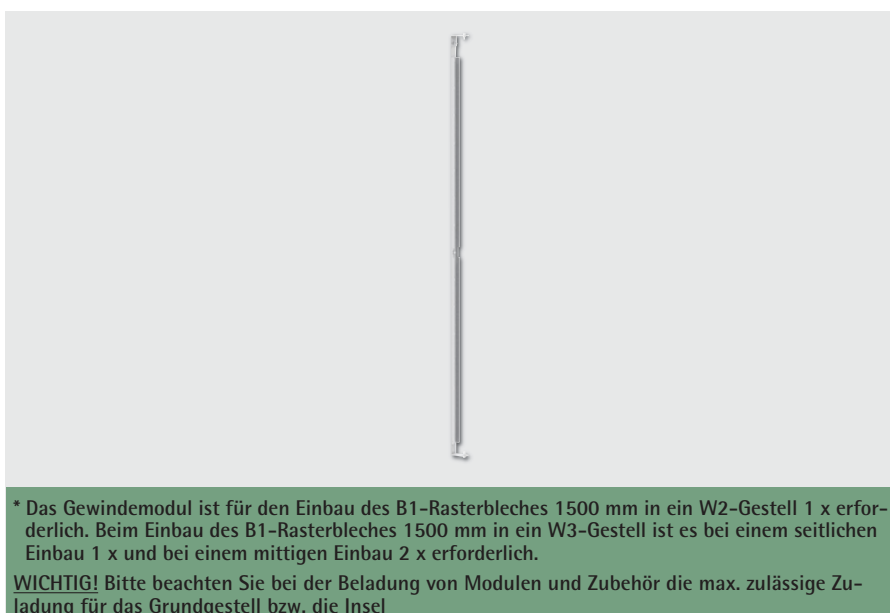 * Das Gewindemodul ist für den Einbau des B1-Rasterbleches 1500 mm in ein W2-Gestell 1 x erfor-
derlich. Beim Einbau des B1-Rasterbleches 1500 mm in ein W3-Gestell ist es bei einem seitlichen
Einbau 1 x und bei einem mittigen Einbau 2 x erforderlich.
WICHTIG! Bitte beachten Sie bei der Beladung von Modulen und Zubehör die max. zulässige Zu-
ladung für das Grundgestell bzw. die Insel